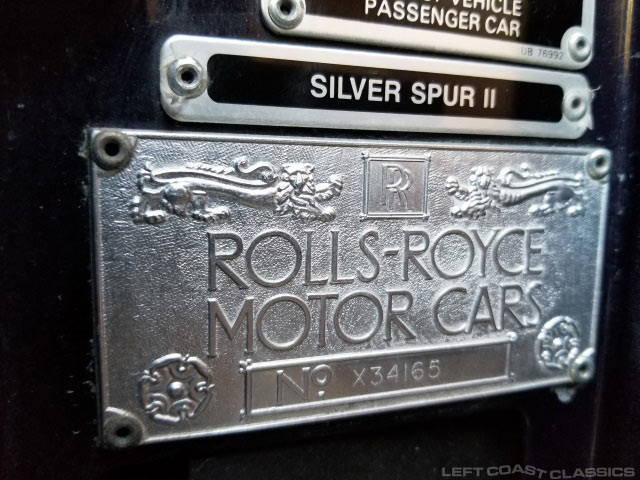 VEHICLE
PASSENGER CAR
UB 76992
SILVER SPUR II
RR
ROLLS-ROYCE
MOTOR CARS
No. X34165
LEFT COAST CLASSICS